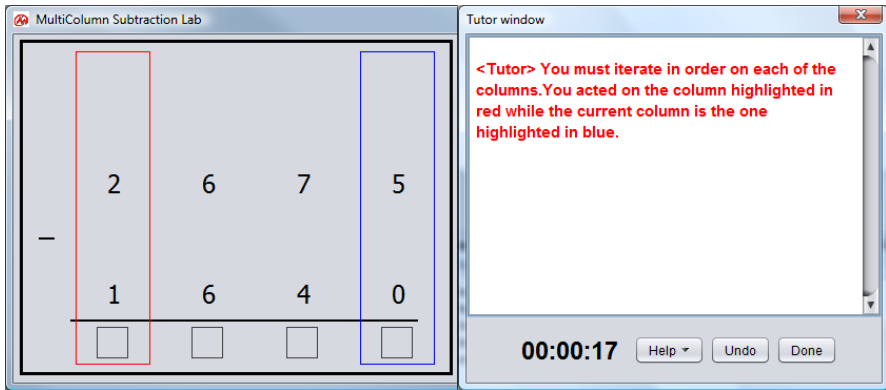 MultiColumn Subtraction Lab
2 6 7 5
–
1 6 4 0
Tutor window
<Tutor> You must iterate in order on each of the
columns.You acted on the column highlighted in
red while the current column is the one
highlighted in blue.
00:00:17 Help Undo Done